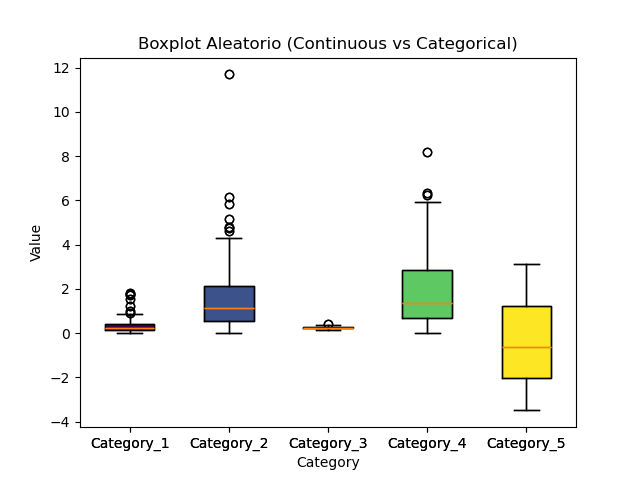 Boxplot Aleatorio (Continuous vs Categorical)
12
10
8
6
4
2
0
−2
−4
Value
Category_1 Category_2 Category_3 Category_4 Category_5
Category